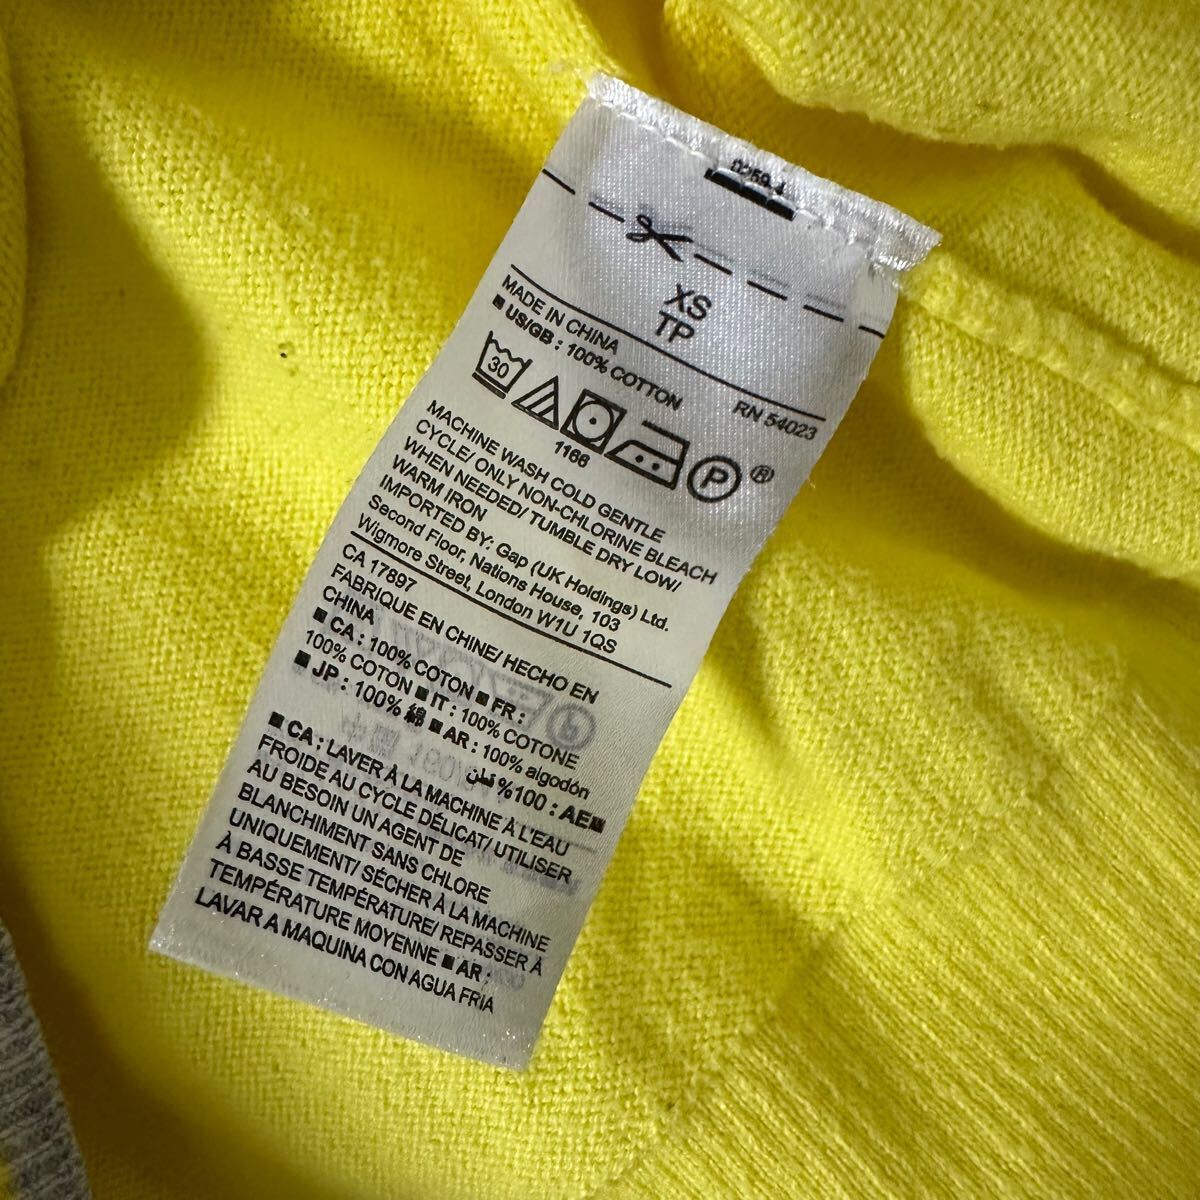 XS
TP
MADE IN CHINA
RN 54023
■ US/GB : 100% COTTON
30
1166
P ®
MACHINE WASH COLD GENTLE
CYCLE/ ONLY NON-CHLORINE BLEACH
WHEN NEEDED/ TUMBLE DRY LOW/
WARM IRON
IMPORTED BY: Gap (UK Holdings) Ltd.
Second Floor, Nations House, 103
Wigmore Street, London W1U 1QS
CA 17897
FABRIQUE EN CHINE/ HECHO EN
CHINA
■ CA : 100% COTON ■ FR :
100% COTON ■ IT : 100% COTONE
■ JP : 100% 綿 ■ AR : 100% algodón
■AE : 100% قطن
■ CA : LAVER À LA MACHINE À L'EAU
FROIDE AU CYCLE DÉLICAT/ UTILISER
AU BESOIN UN AGENT DE
BLANCHIMENT SANS CHLORE
UNIQUEMENT/ SÉCHER À LA MACHINE
À BASSE TEMPÉRATURE/ REPASSER À
TEMPÉRATURE MOYENNE ■ AR :
LAVAR A MAQUINA CON AGUA FRIA